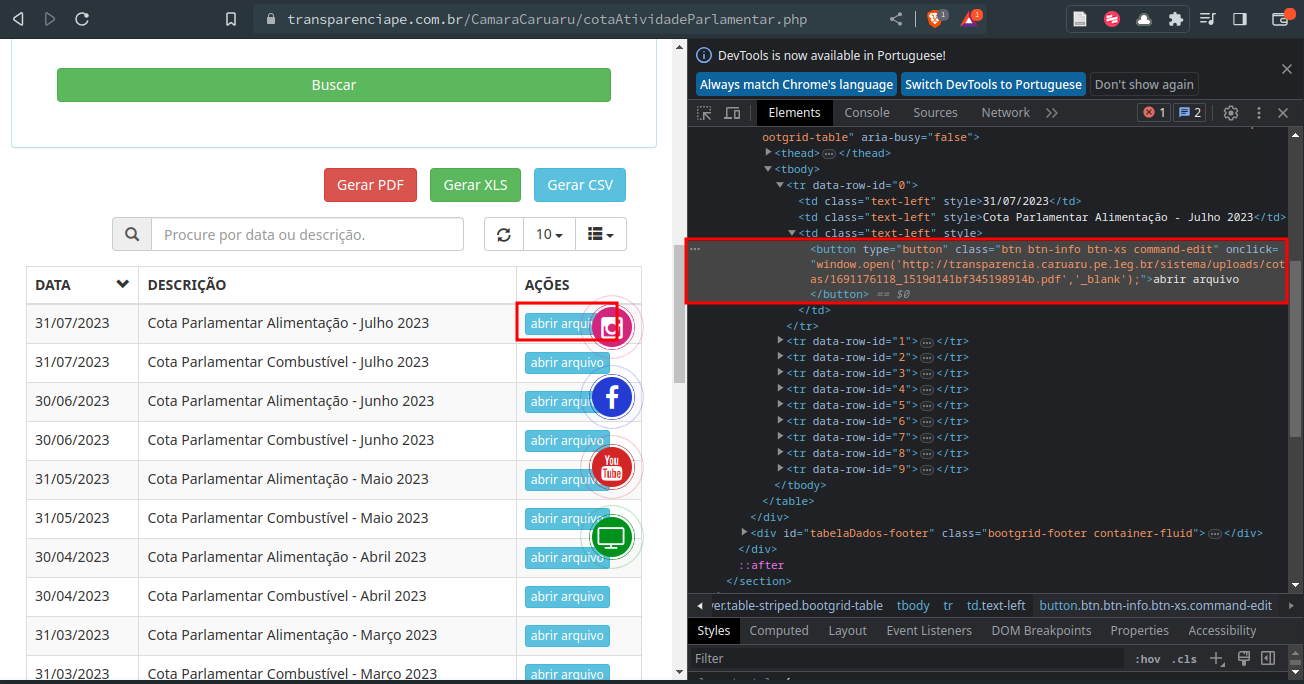 transparenciape.com.br/CamaraCaruaru/cotaAtividadeParlamentar.php
1
1
Buscar
Gerar PDF Gerar XLS Gerar CSV
Procure por data ou descrição.
10
DATA DESCRIÇÃO AÇÕES
31/07/2023 Cota Parlamentar Alimentação - Julho 2023 abrir arqui
31/07/2023 Cota Parlamentar Combustível - Julho 2023 abrir arquivo
30/06/2023 Cota Parlamentar Alimentação - Junho 2023 abrir arqu
30/06/2023 Cota Parlamentar Combustível - Junho 2023 abrir arquivo
31/05/2023 Cota Parlamentar Alimentação - Maio 2023 abrir arquiv
31/05/2023 Cota Parlamentar Combustível - Maio 2023 abrir arquivo
30/04/2023 Cota Parlamentar Alimentação - Abril 2023 abrir arquivo
30/04/2023 Cota Parlamentar Combustível - Abril 2023 abrir arquivo
31/03/2023 Cota Parlamentar Alimentação - Março 2023 abrir arquivo
31/03/2023 Cota Parlamentar Combustível - Março 2023 abrir arquivo
You
Tube
DevTools is now available in Portuguese!
Always match Chrome's language Switch DevTools to Portuguese Don't show again
Elements Console Sources Network 1 2
ootgrid-table" aria-busy="false">
<thead> … </thead>
<tbody>
<tr data-row-id="0">
<td class="text-left" style>31/07/2023</td>
<td class="text-left" style>Cota Parlamentar Alimentação - Julho 2023</td>
<td class="text-left" style>
<button type="button" class="btn btn-info btn-xs command-edit" onclick=
"window.open('http://transparencia.caruaru.pe.leg.br/sistema/uploads/cot
as/1691176118_1519d141bf345198914b.pdf','_blank');">abrir arquivo
</button> == $0
</td>
</tr>
<tr data-row-id="1"> … </tr>
<tr data-row-id="2"> … </tr>
<tr data-row-id="3"> … </tr>
<tr data-row-id="4"> … </tr>
<tr data-row-id="5"> … </tr>
<tr data-row-id="6"> … </tr>
<tr data-row-id="7"> … </tr>
<tr data-row-id="8"> … </tr>
<tr data-row-id="9"> … </tr>
</tbody>
</table>
</div>
<div id="tabelaDados-footer" class="bootgrid-footer container-fluid"> … </div>
</div>
::after
</section>
ver.table-striped.bootgrid-table tbody tr td.text-left button.btn.btn-info.btn-xs.command-edit
Styles Computed Layout Event Listeners DOM Breakpoints Properties Accessibility
Filter :hov .cls